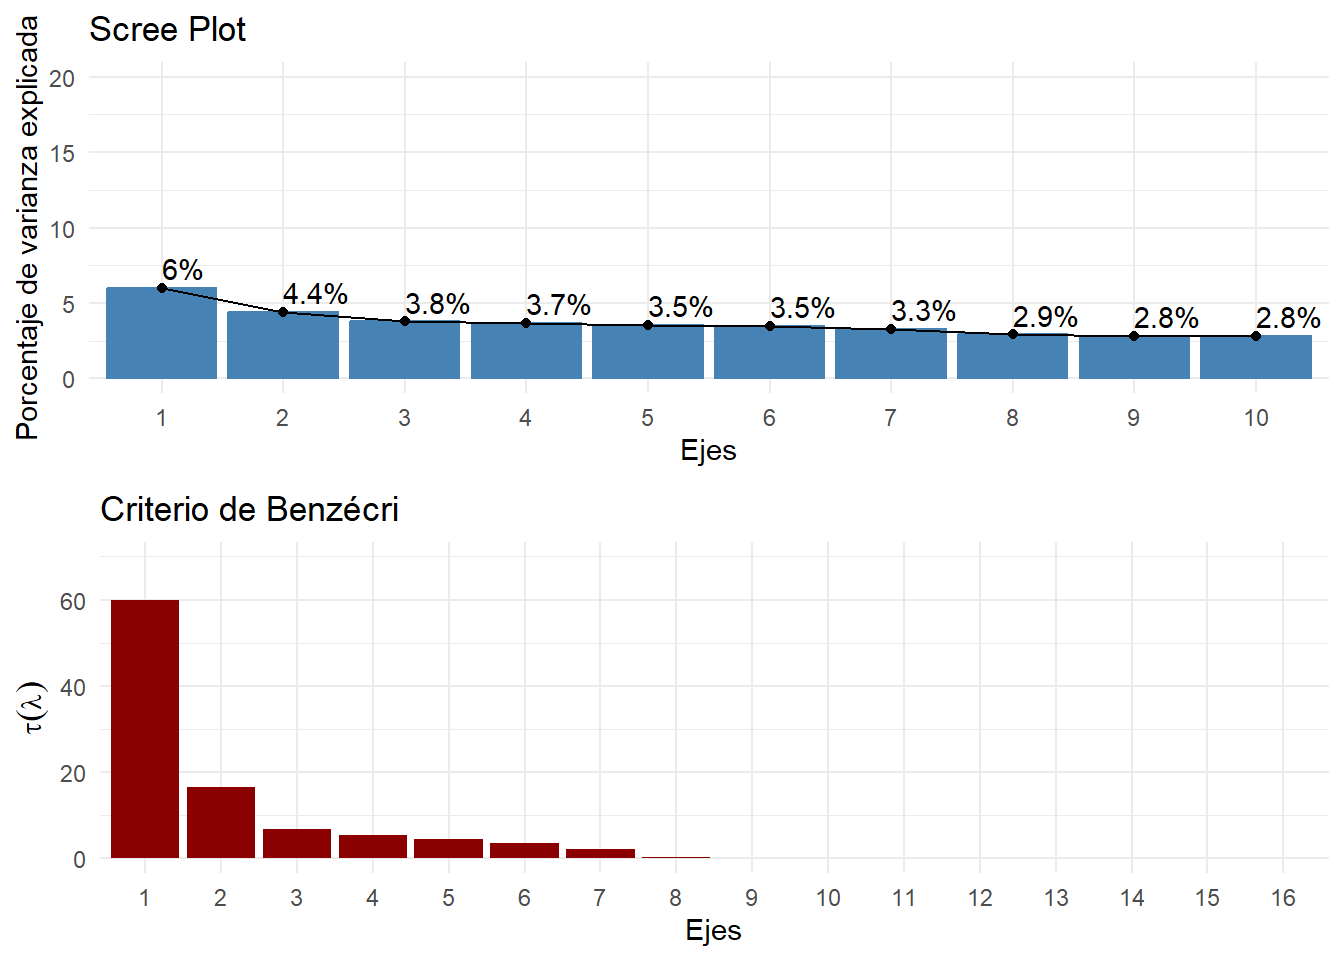 Scree Plot
Porcentaje de varianza explicada
20
15
10
5
0
6%
4.4%
3.8%
3.7%
3.5%
3.5%
3.3%
2.9%
2.8%
2.8%
1 2 3 4 5 6 7 8 9 10
Ejes
Criterio de Benzécri
τ(λ)
60
40
20
0
1 2 3 4 5 6 7 8 9 10 11 12 13 14 15 16
Ejes